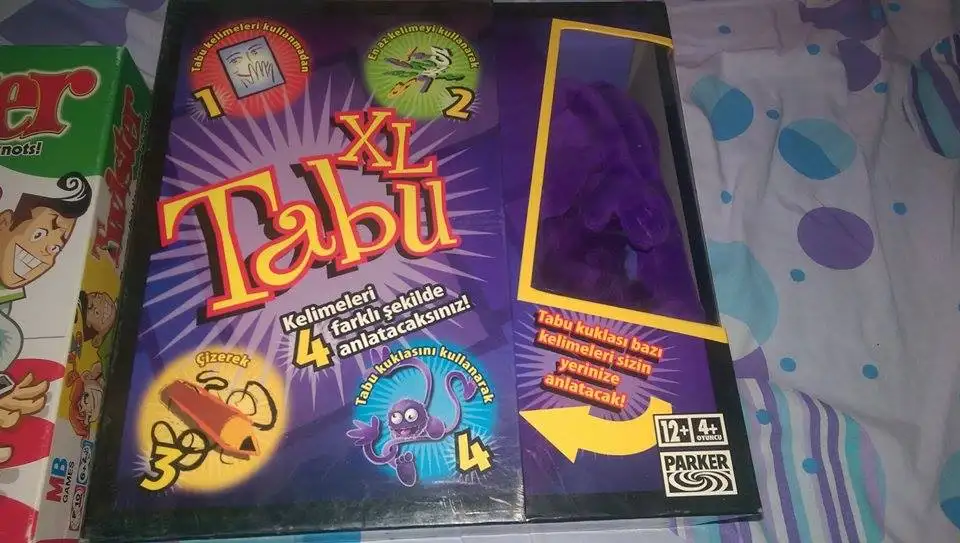 er
nots!
Twister
MB
GAMES
Tabu kelimeleri kullanmadan
1
En az kelimeyi kullanarak
2
XL
Tabu
Kelimeleri
4 farklı şekilde
anlatacaksınız!
Çizerek
3
Tabu kuklasını kullanarak
4
Tabu kuklası bazı
kelimeleri sizin
yerinize
anlatacak!
12+
4+
OYUNCU
PARKER